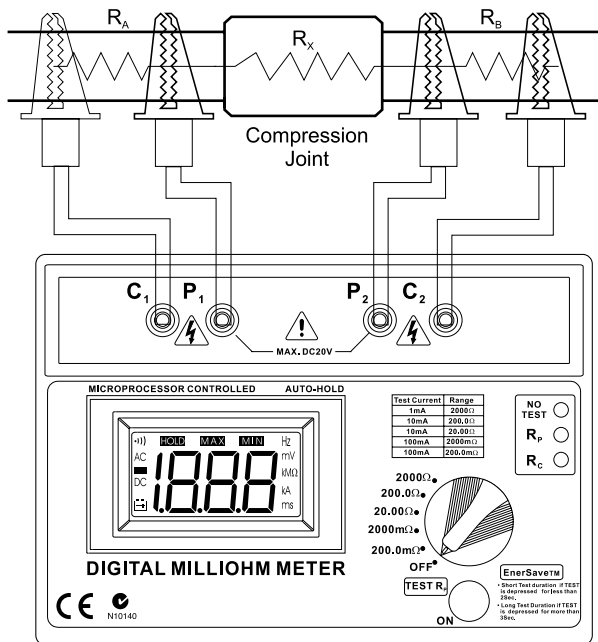 RA
RX
RB
Compression
Joint
C1
P1
P2
C2
MAX. DC20V
MICROPROCESSOR CONTROLLED
AUTO-HOLD
Test Current Range
1mA 2000Ω
10mA 200.0Ω
10mA 20.00Ω
100mA 2000mΩ
100mA 200.0mΩ
NO
TEST
RP
RC
•))) HOLD MAX MIN Hz
AC mV
kMΩ
DC kA
ms
1.8.8.8
2000Ω
200.0Ω
20.00Ω
2000mΩ
200.0mΩ
OFF
DIGITAL MILLIOHM METER
CE
N10140
TEST RP
ON
EnerSave™
• Short Test duration if TEST
is depressed for less than
2Sec.
• Long Test Duration if TEST
is depressed for more than
3Sec.